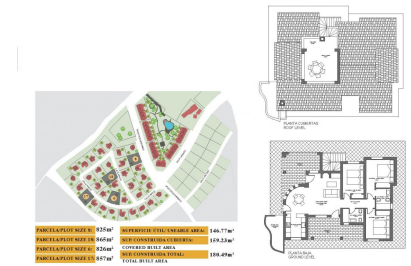 PLANTA CUBIERTAS
ROOF LEVEL
PLANTA BAJA
GROUND LEVEL
PARCELA/PLOT SIZE 8: 825m²
PARCELA/PLOT SIZE 10: 865m²
PARCELA/PLOT SIZE 6: 826m²
PARCELA/PLOT SIZE 17: 857m²
SUPERFICIE ÚTIL/ USEABLE AREA: 146.77m²
SUP. CONSTRUIDA CUBIERTA: 159.23m²
COVERED BUILT AREA
SUP. CONSTRUIDA TOTAL: 180.49m²
TOTAL BUILT AREA